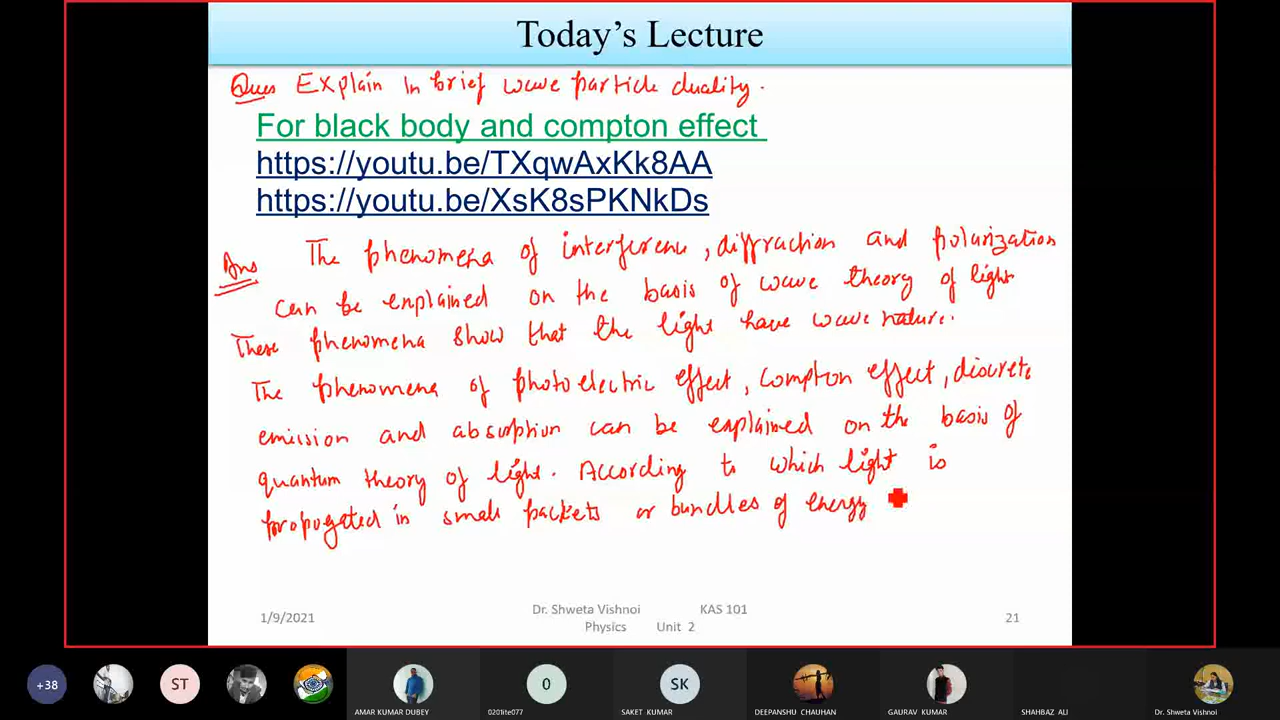 Today's Lecture
Ques Explain in brief wave particle duality.
For black body and compton effect
https://youtu.be/TXqwAxKk8AA
https://youtu.be/XsK8sPKNkDs
Ans The phenomena of interference, diffraction and polarization
can be explained on the basis of wave theory of light
These phenomena show that the light have wave nature.
The phenomena of photoelectric effect, compton effect, discrete
emission and absorption can be explained on the basis of
quantum theory of light. According to which light is
propogated in small packets or bundles of energy
1/9/2021
Dr. Shweta Vishnoi KAS 101
Physics Unit 2
21
+38
ST
0
SK
AMAR KUMAR DUBEY
0201ite077
SAKET KUMAR
DEEPANSHU CHAUHAN
GAURAV KUMAR
SHAHBAZ ALI
Dr. Shweta Vishnoi